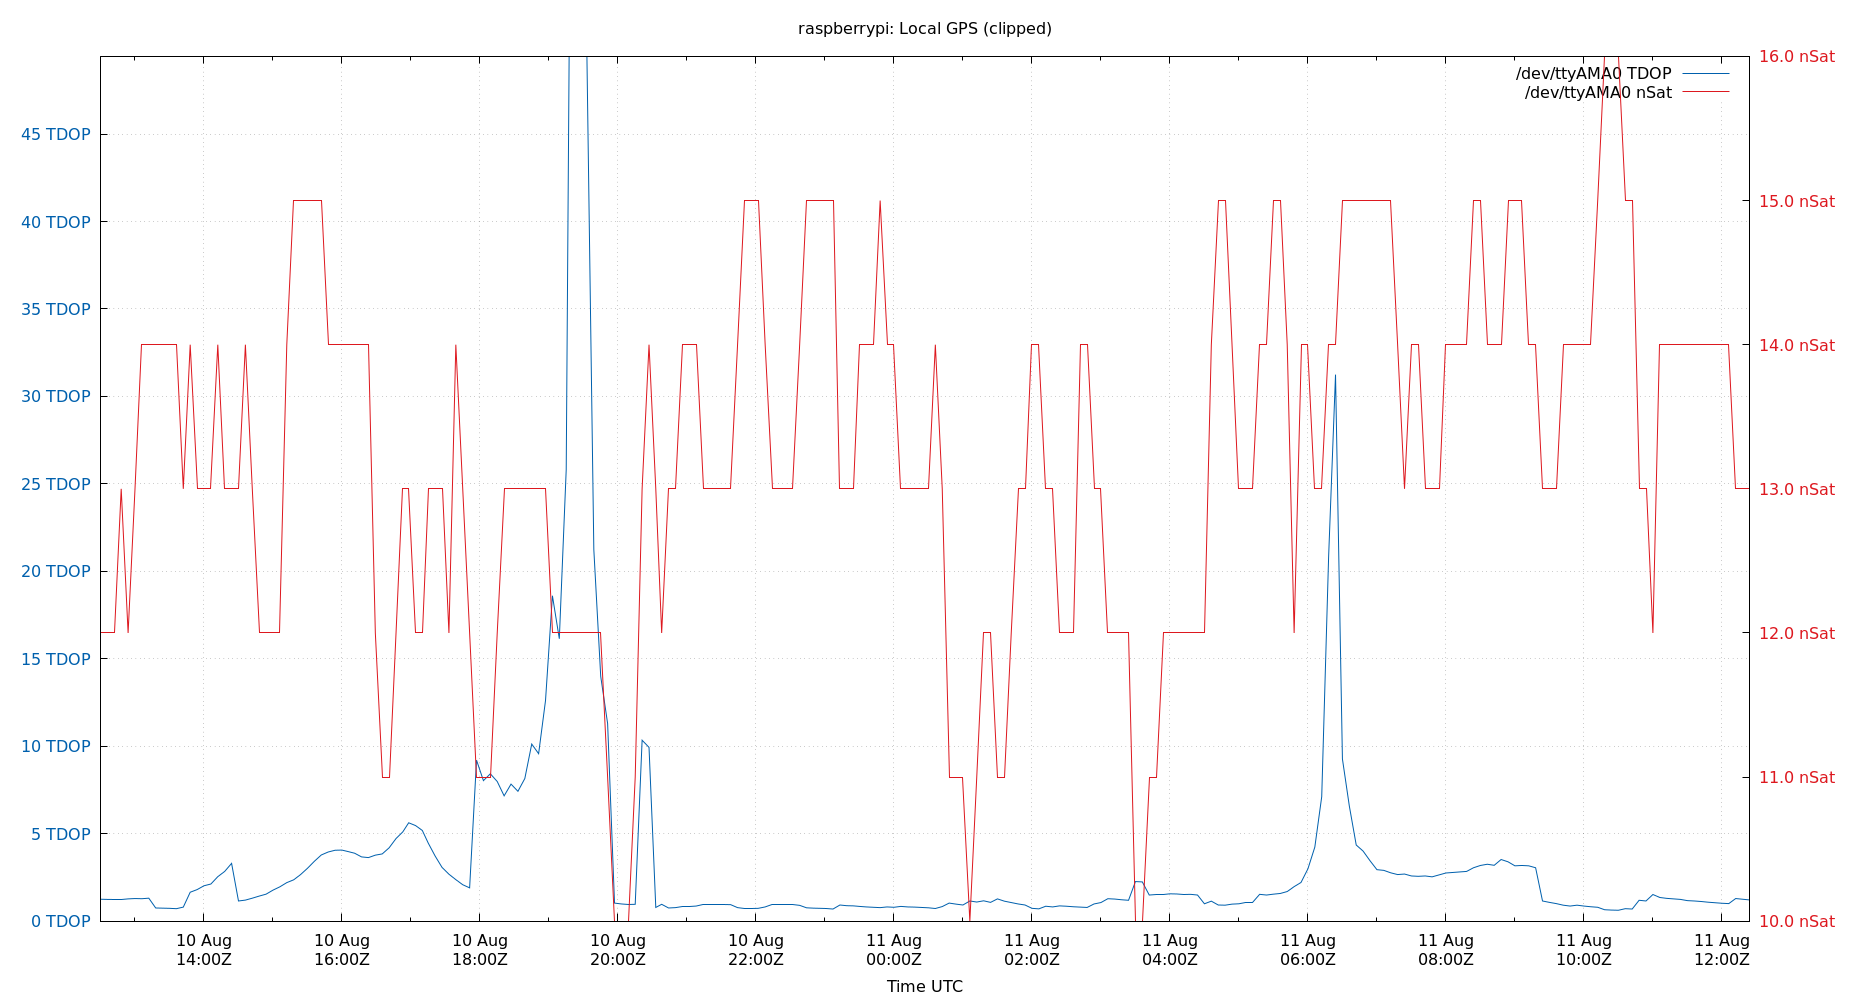 raspberrypi: Local GPS (clipped)
/dev/ttyAMA0 TDOP
/dev/ttyAMA0 nSat
45 TDOP
40 TDOP
35 TDOP
30 TDOP
25 TDOP
20 TDOP
15 TDOP
10 TDOP
5 TDOP
0 TDOP
16.0 nSat
15.0 nSat
14.0 nSat
13.0 nSat
12.0 nSat
11.0 nSat
10.0 nSat
10 Aug
14:00Z
10 Aug
16:00Z
10 Aug
18:00Z
10 Aug
20:00Z
10 Aug
22:00Z
11 Aug
00:00Z
11 Aug
02:00Z
11 Aug
04:00Z
11 Aug
06:00Z
11 Aug
08:00Z
11 Aug
10:00Z
11 Aug
12:00Z
Time UTC